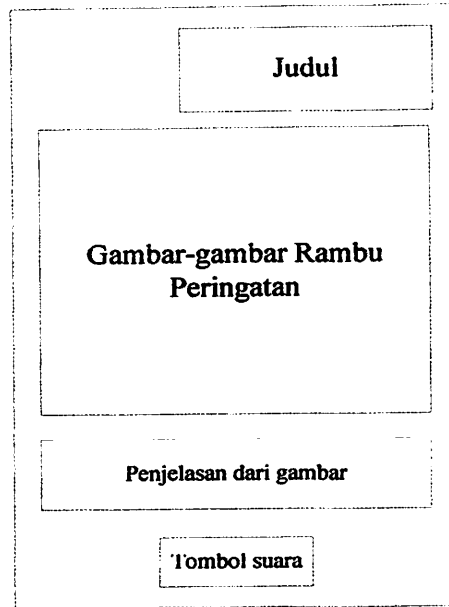 Judul
Gambar-gambar Rambu
Peringatan
Penjelasan dari gambar
Tombol suara